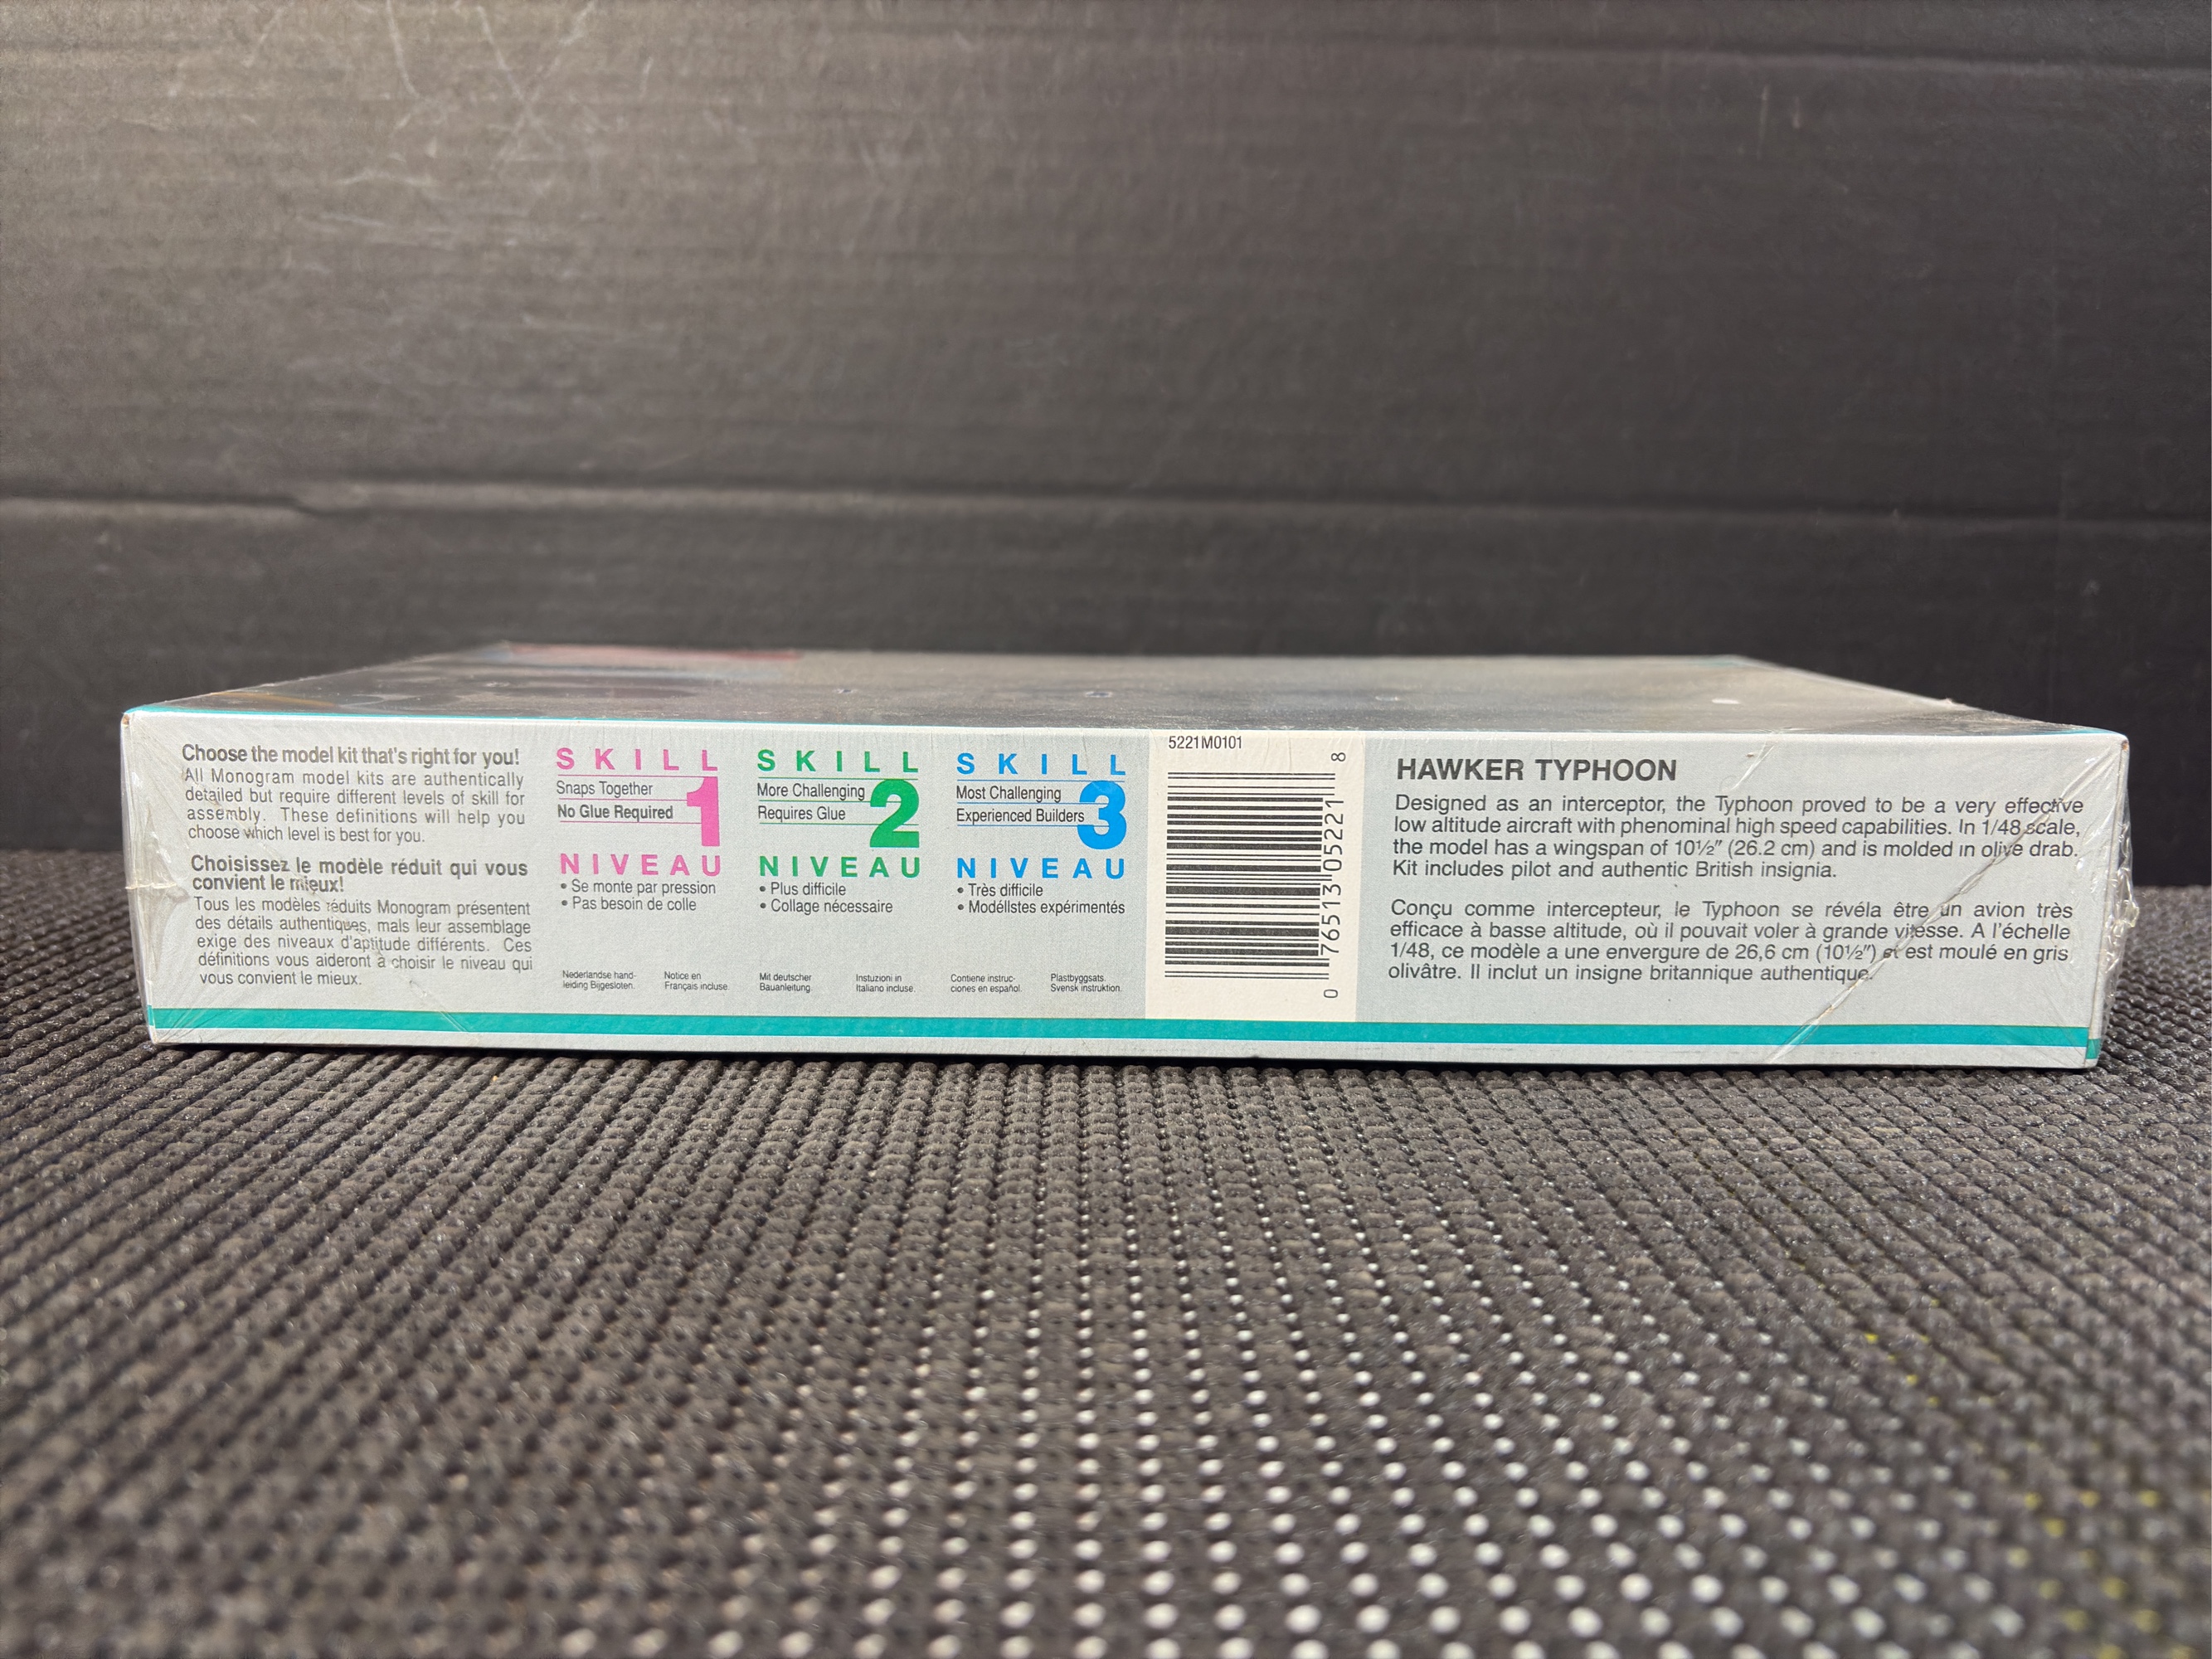 Choose the model kit that's right for you!
All Monogram model kits are authentically
detailed but require different levels of skill for
assembly. These definitions will help you
choose which level is best for you.
Choisissez le modèle réduit qui vous
convient le mieux!
Tous les modèles réduits Monogram présentent
des détails authentiques, mais leur assemblage
exige des niveaux d'aptitude différents. Ces
définitions vous aideront à choisir le niveau qui
vous convient le mieux.
SKILL
Snaps Together
No Glue Required
1
NIVEAU
• Se monte par pression
• Pas besoin de colle
SKILL
More Challenging
Requires Glue
2
NIVEAU
• Plus difficile
• Collage nécessaire
SKILL
Most Challenging
Experienced Builders
3
NIVEAU
• Très difficile
• Modéllstes expérimentés
Nederlandse hand-
leiding Bijgesloten.
Notice en
Français incluse.
Mit deutscher
Bauanleitung.
Instuzioni in
Italiano incluse.
Contiene instruc-
ciones en español.
Plastbyggsats.
Svensk instruktion.
5221M0101
0 76513 05221 8
HAWKER TYPHOON
Designed as an interceptor, the Typhoon proved to be a very effective
low altitude aircraft with phenominal high speed capabilities. In 1/48 scale,
the model has a wingspan of 10½" (26.2 cm) and is molded in olive drab.
Kit includes pilot and authentic British insignia.
Conçu comme intercepteur, le Typhoon se révéla être un avion très
efficace à basse altitude, où il pouvait voler à grande vitesse. A l'échelle
1/48, ce modèle a une envergure de 26,6 cm (10½") et est moulé en gris
olivâtre. Il inclut un insigne britannique authentique.